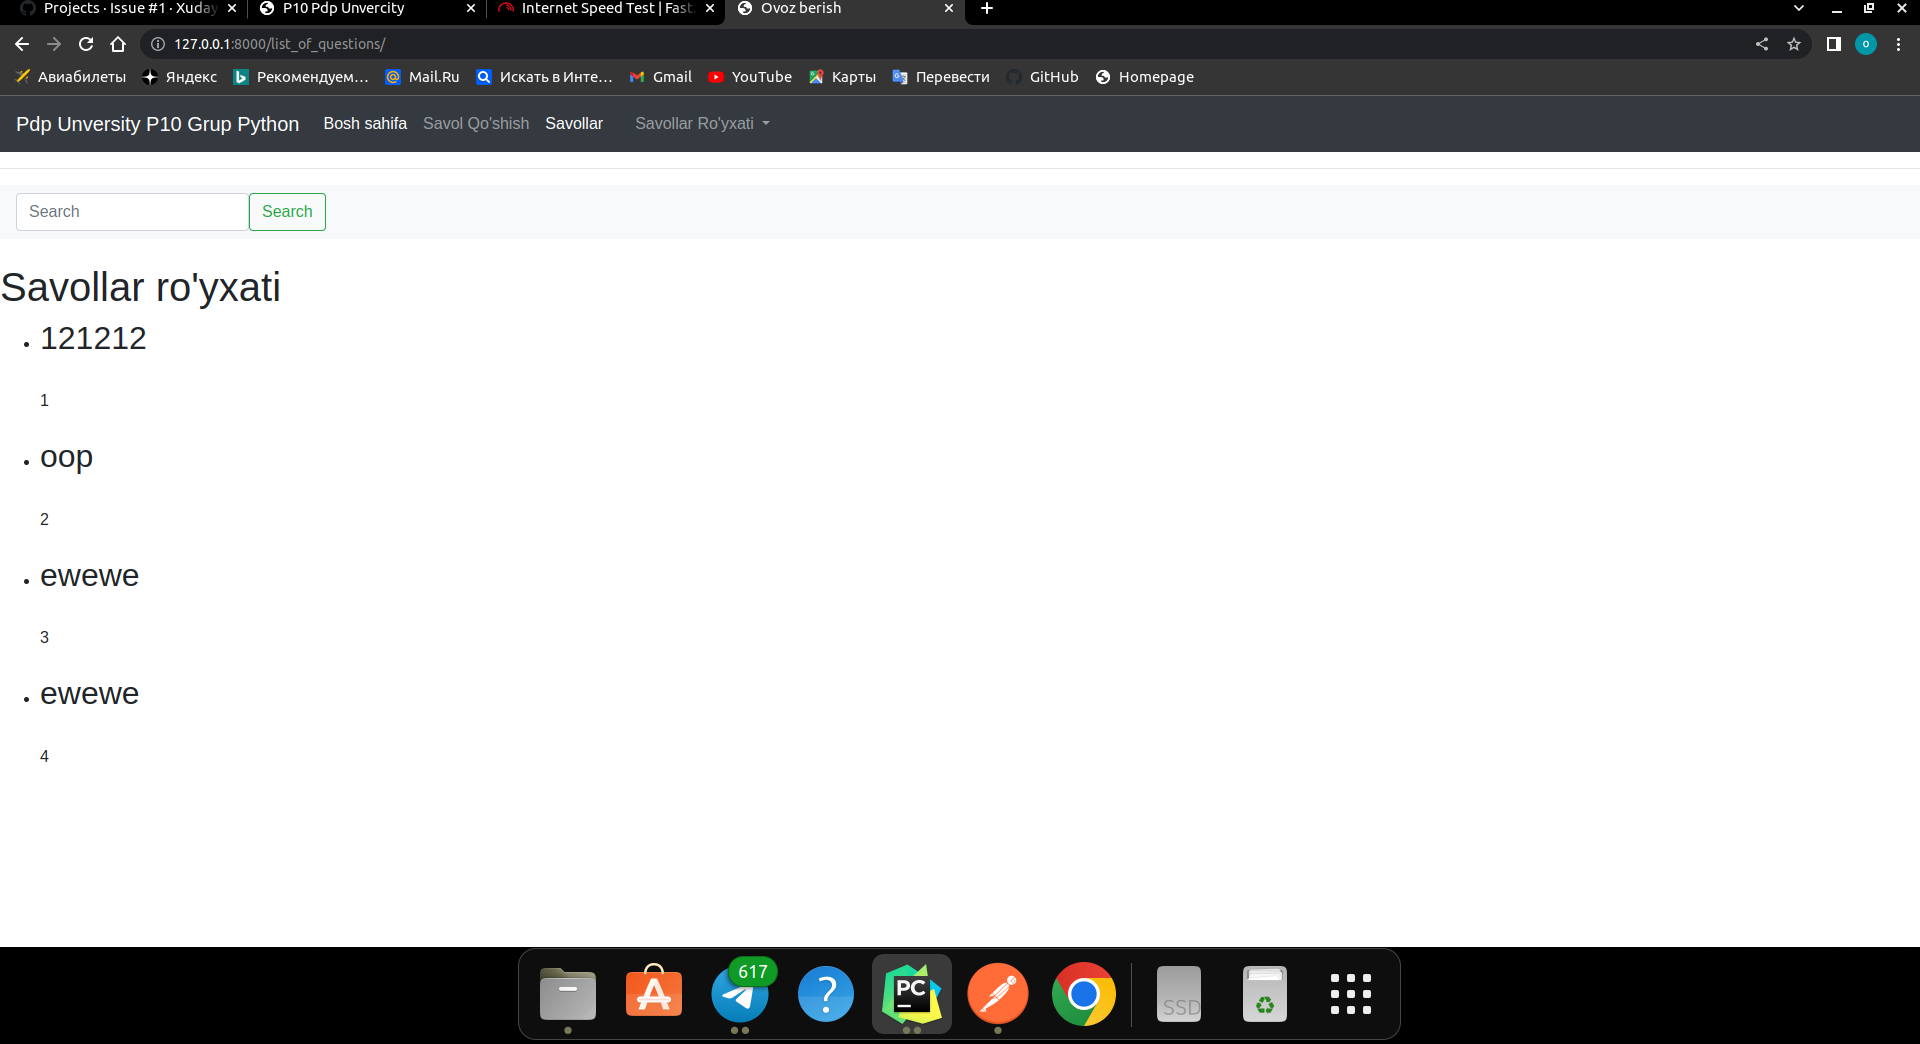 Projects · Issue #1 · Xuday
P10 Pdp Unvercity
Internet Speed Test | Fast.
Ovoz berish
127.0.0.1:8000/list_of_questions/
o
Авиабилеты
Яндекс
Рекомендуем…
Mail.Ru
Искать в Инте…
Gmail
YouTube
Карты
Перевести
GitHub
Homepage
Pdp Unversity P10 Grup Python
Bosh sahifa
Savol Qo'shish
Savollar
Savollar Ro'yxati
Search
Search
Savollar ro'yxati
121212
1
oop
2
ewewe
3
ewewe
4
617
?
PC
SSD